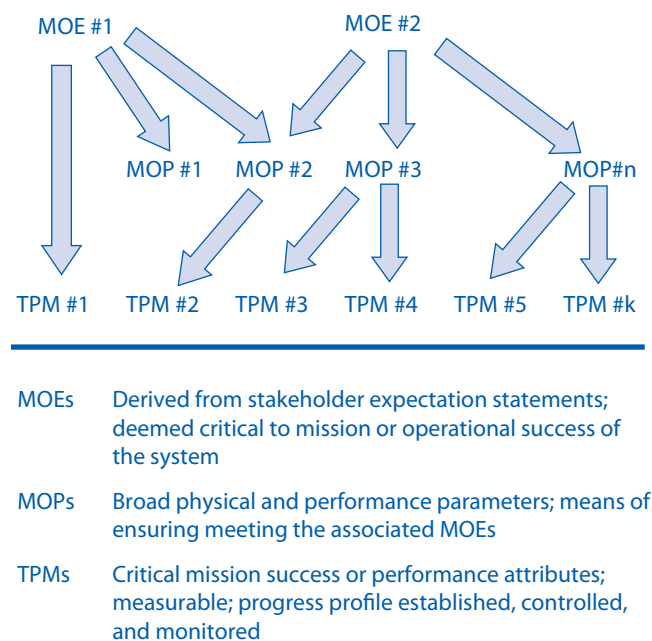 MOE #1 MOE #2
MOP #1 MOP #2 MOP #3 MOP#n
TPM #1 TPM #2 TPM #3 TPM #4 TPM #5 TPM #k
MOEs Derived from stakeholder expectation statements;
deemed critical to mission or operational success of
the system
MOPs Broad physical and performance parameters; means of
ensuring meeting the associated MOEs
TPMs Critical mission success or performance attributes;
measurable; progress profile established, controlled,
and monitored